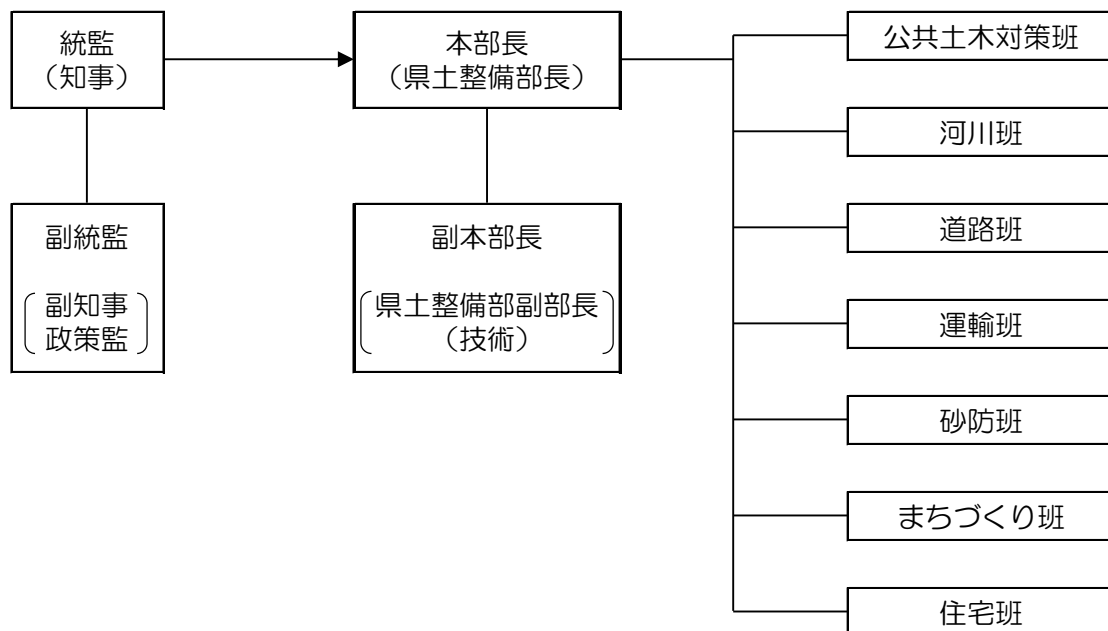 統監
（知事）
本部長
（県土整備部長）
副統監
副知事
政策監
副本部長
県土整備部副部長
（技術）
公共土木対策班
河川班
道路班
運輸班
砂防班
まちづくり班
住宅班